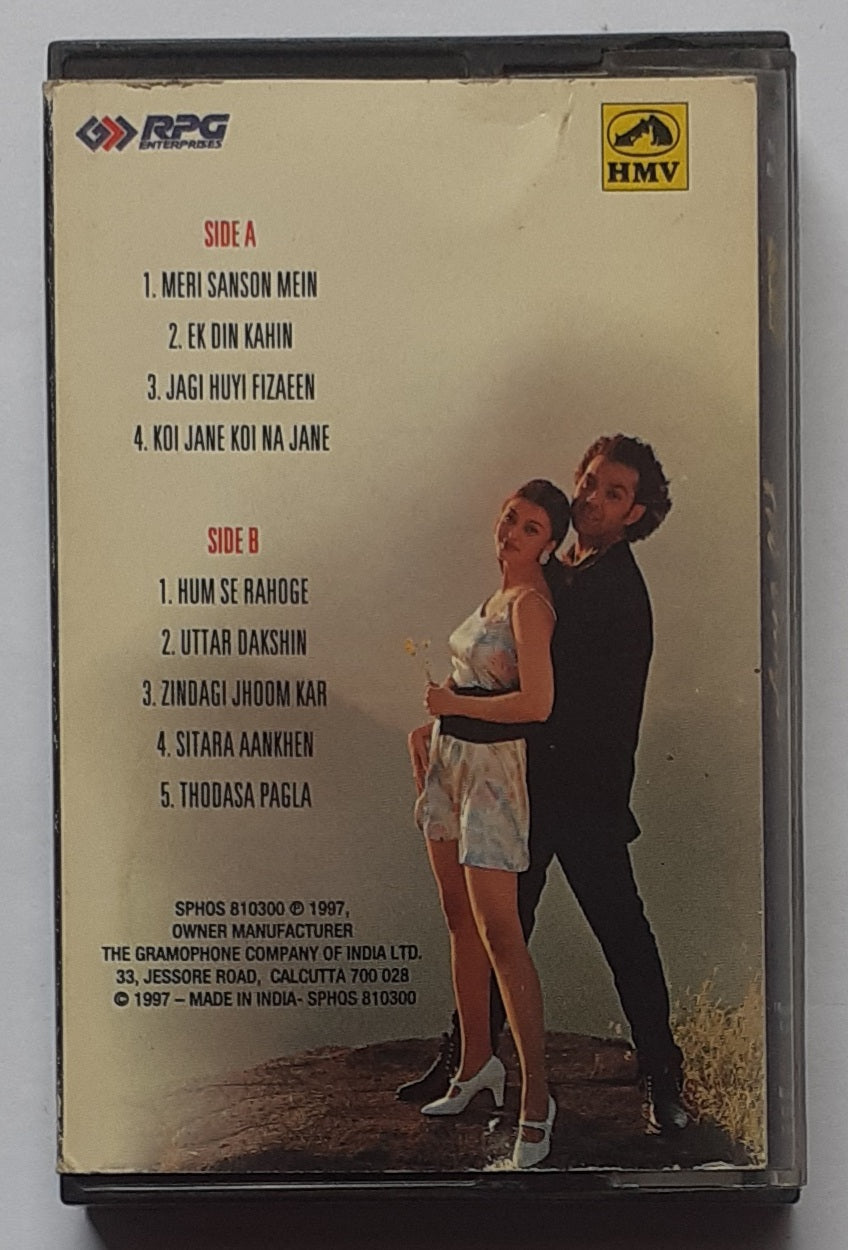 RPG
ENTERPRISES
HMV
SIDE A
1. MERI SANSON MEIN
2. EK DIN KAHIN
3. JAGI HUYI FIZAEEN
4. KOI JANE KOI NA JANE
SIDE B
1. HUM SE RAHOGE
2. UTTAR DAKSHIN
3. ZINDAGI JHOOM KAR
4. SITARA AANKHEN
5. THODASA PAGLA
SPHOS 810300 ℗ 1997,
OWNER MANUFACTURER
THE GRAMOPHONE COMPANY OF INDIA LTD.
33, JESSORE ROAD, CALCUTTA 700 028
© 1997 – MADE IN INDIA- SPHOS 810300